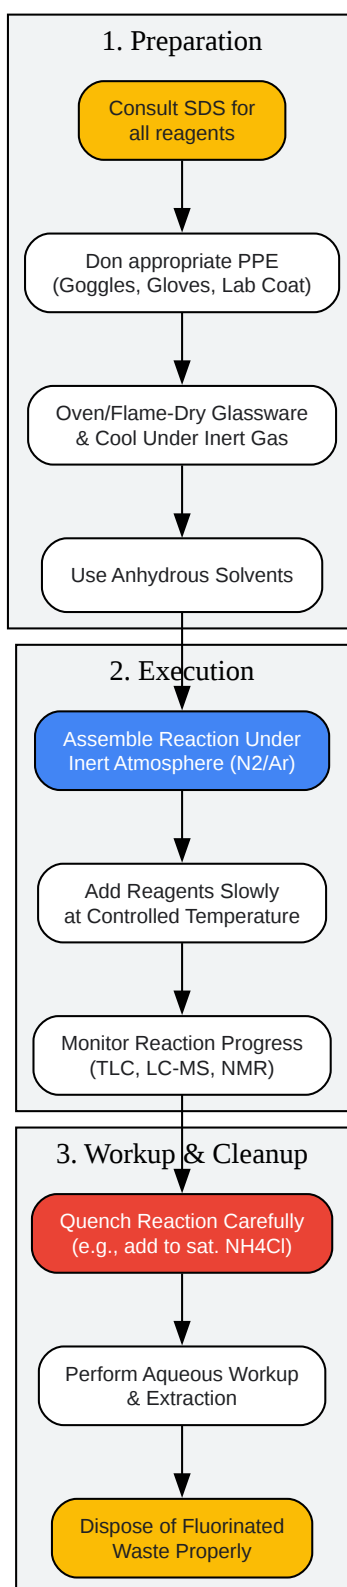 1. Preparation
Consult SDS for
all reagents
Don appropriate PPE
(Goggles, Gloves, Lab Coat)
Oven/Flame-Dry Glassware
& Cool Under Inert Gas
Use Anhydrous Solvents
2. Execution
Assemble Reaction Under
Inert Atmosphere (N2/Ar)
Add Reagents Slowly
at Controlled Temperature
Monitor Reaction Progress
(TLC, LC-MS, NMR)
3. Workup & Cleanup
Quench Reaction Carefully
(e.g., add to sat. NH4Cl)
Perform Aqueous Workup
& Extraction
Dispose of Fluorinated
Waste Properly